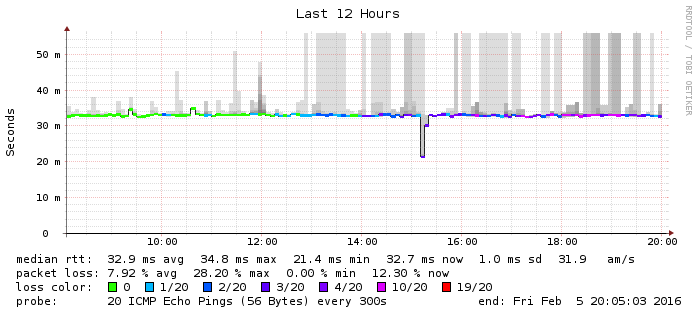 Last 12 Hours
RRDTOOL / TOBI OETIKER
Seconds
50 m
40 m
30 m
20 m
10 m
0
10:00 12:00 14:00 16:00 18:00 20:00
median rtt: 32.9 ms avg 34.8 ms max 21.4 ms min 32.7 ms now 1.0 ms sd 31.9 am/s
packet loss: 7.92 % avg 28.20 % max 0.00 % min 12.30 % now
loss color: 0 1/20 2/20 3/20 4/20 10/20 19/20
probe: 20 ICMP Echo Pings (56 Bytes) every 300s end: Fri Feb 5 20:05:03 2016